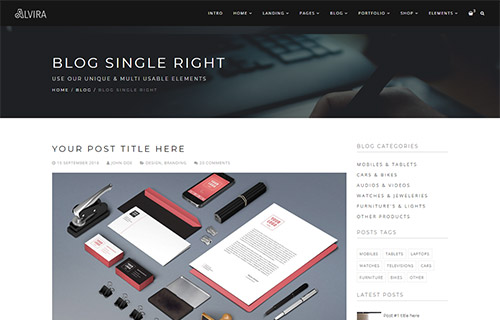 ALVIRA
INTRO HOME LANDING PAGES BLOG PORTFOLIO SHOP ELEMENTS
BLOG SINGLE RIGHT
USE OUR UNIQUE & MULTI USABLE ELEMENTS
HOME / BLOG / BLOG SINGLE RIGHT
YOUR POST TITLE HERE
13 SEPTEMBER 2016 JOHN DOE DESIGN, BRANDING 25 COMMENTS
BLOG CATEGORIES
MOBILES & TABLETS
CARS & BIKES
AUDIOS & VIDEOS
WATCHES & JEWELERIES
FURNITURE'S & LIGHTS
OTHER PRODUCTS
POSTS TAGS
MOBILES TABLETS LAPTOPS
WATCHES TELEVISIONS CARS
FURNITURE BIKES OTHER
LATEST POSTS
Post #1 title here